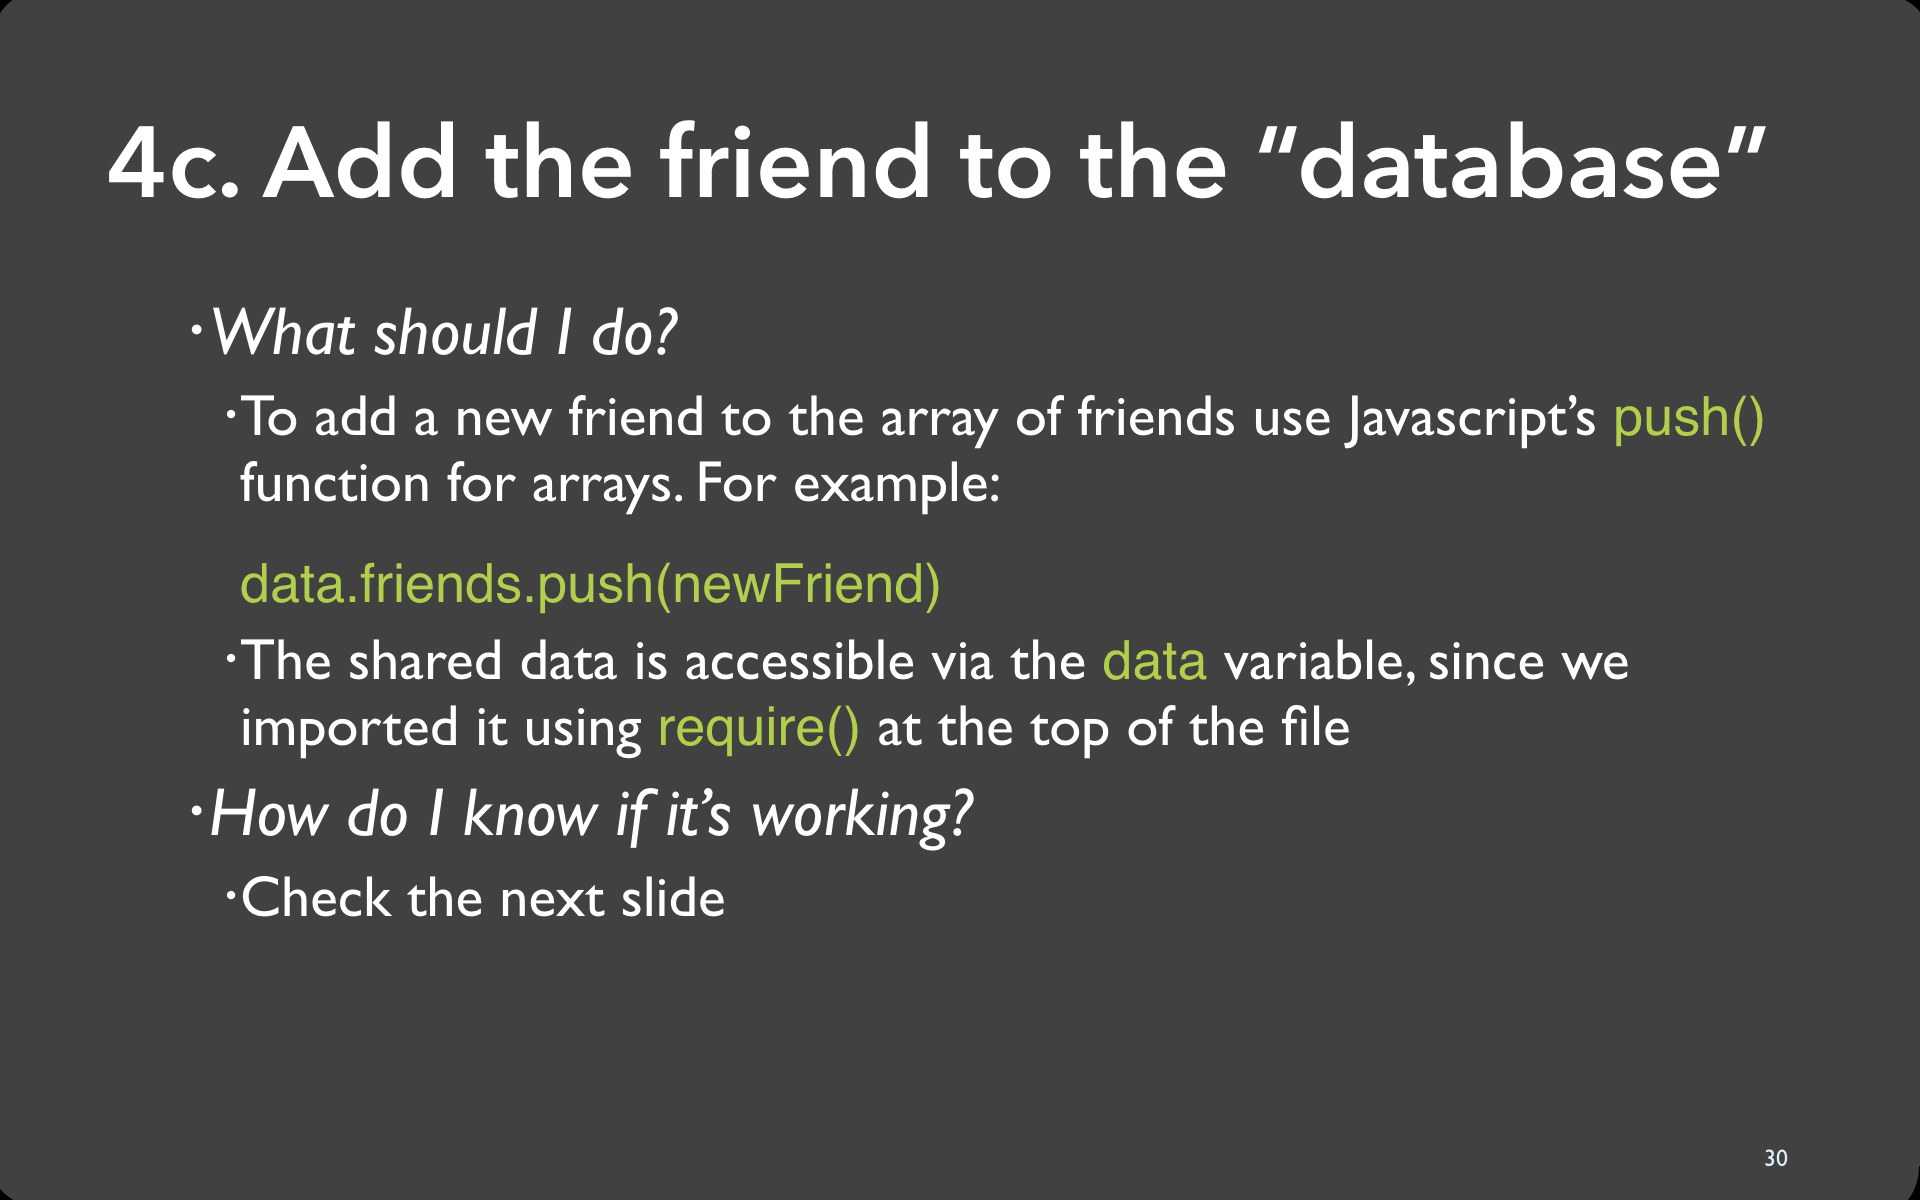 4c. Add the friend to the “database”
•What should I do?
•To add a new friend to the array of friends use Javascript’s push()
function for arrays. For example:
data.friends.push(newFriend)
•The shared data is accessible via the data variable, since we
imported it using require() at the top of the file
•How do I know if it’s working?
•Check the next slide
30